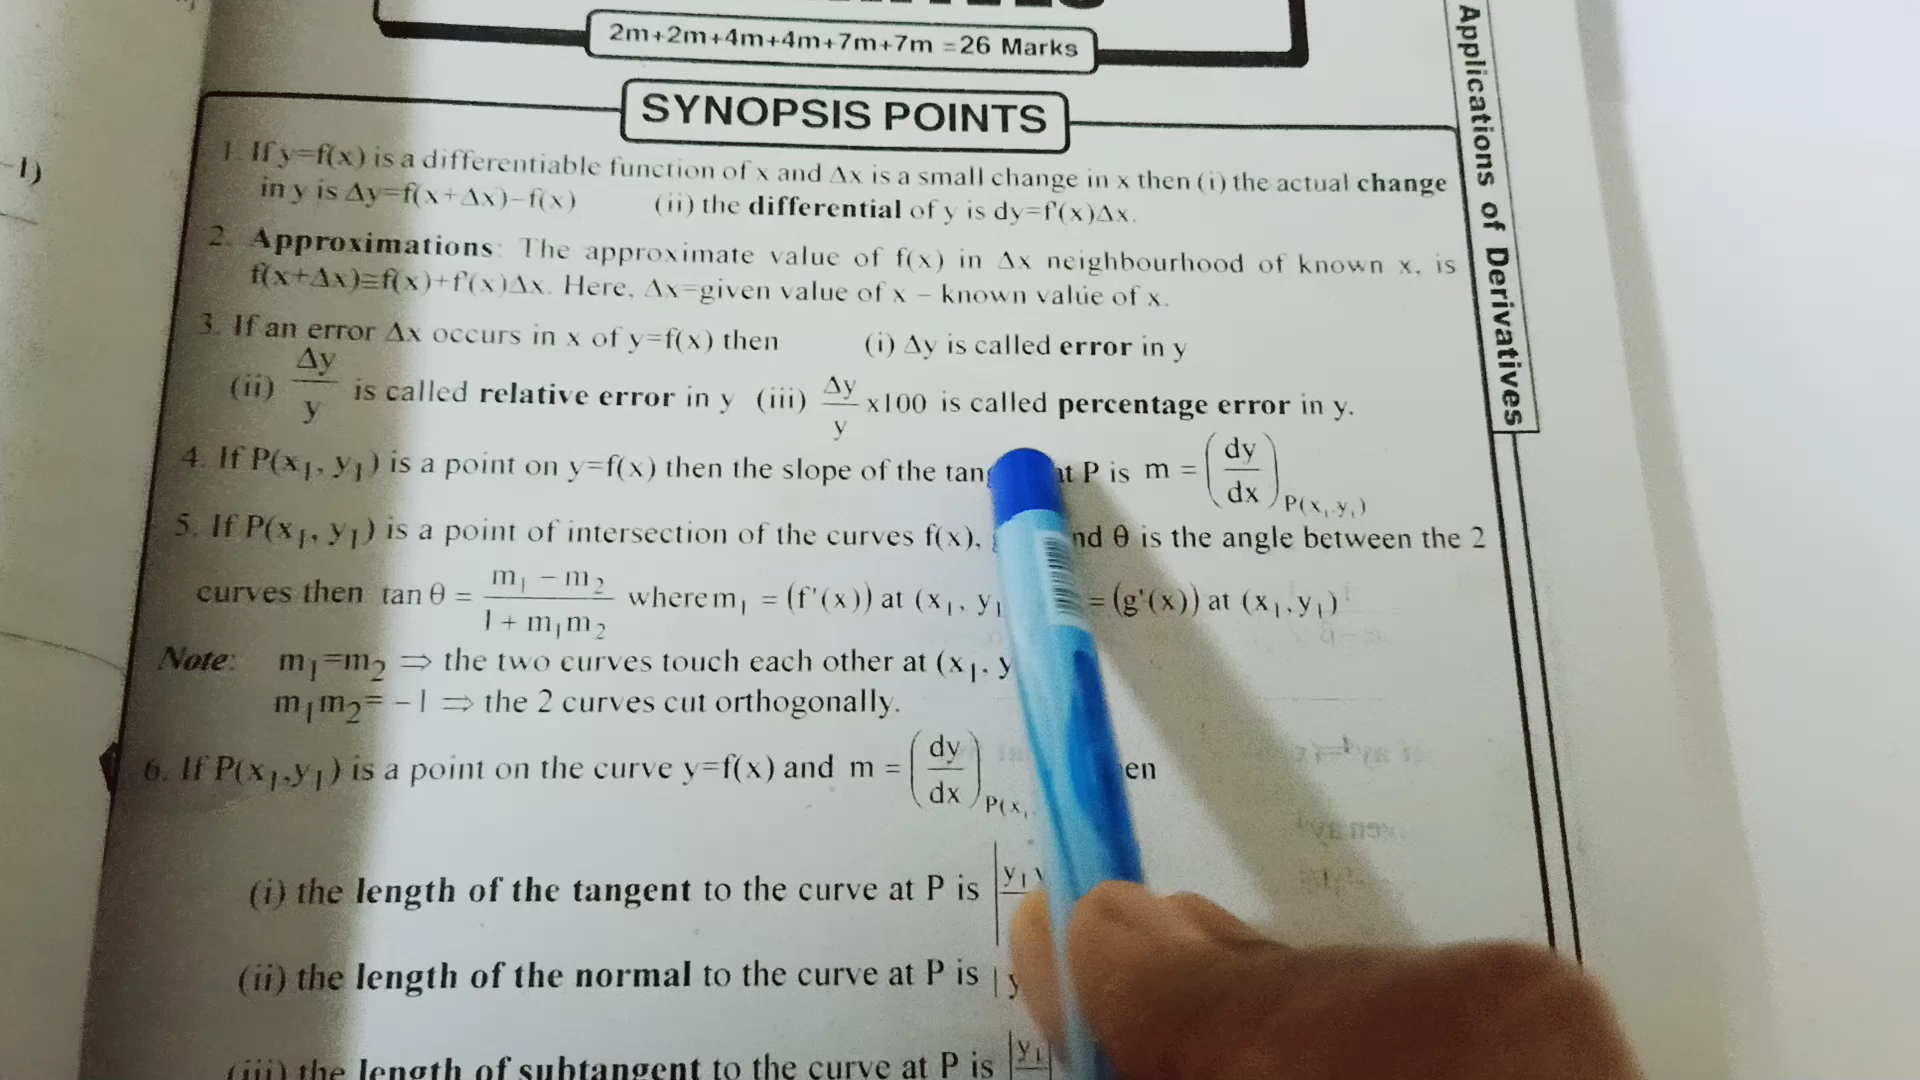 2m+2m+4m+4m+7m+7m =26 Marks
SYNOPSIS POINTS
1. If y=f(x) is a differentiable function of x and Δx is a small change in x then (i) the actual change
in y is Δy=f(x+Δx)−f(x) (ii) the differential of y is dy=f'(x)Δx.
2. Approximations: The approximate value of f(x) in Δx neighbourhood of known x, is
f(x+Δx)≅f(x)+f'(x)Δx. Here, Δx=given value of x − known value of x.
3. If an error Δx occurs in x of y=f(x) then (i) Δy is called error in y
(ii) Δy/y is called relative error in y (iii) Δy/y x100 is called percentage error in y.
4. If P(x₁, y₁) is a point on y=f(x) then the slope of the tang at P is m = (dy/dx)P(x₁,y₁)
5. If P(x₁, y₁) is a point of intersection of the curves f(x), nd θ is the angle between the 2
curves then tan θ = m₁ − m₂ / 1 + m₁m₂ where m₁ = (f'(x)) at (x₁, y₁ = (g'(x)) at (x₁,y₁)
Note: m₁=m₂ ⇒ the two curves touch each other at (x₁, y
m₁m₂= −1 ⇒ the 2 curves cut orthogonally.
6. If P(x₁,y₁) is a point on the curve y=f(x) and m = (dy/dx)P(x₁ en
(i) the length of the tangent to the curve at P is |y₁
(ii) the length of the normal to the curve at P is |y
(iii) the length of subtangent to the curve at P is |y₁
Applications of Derivatives
-1)